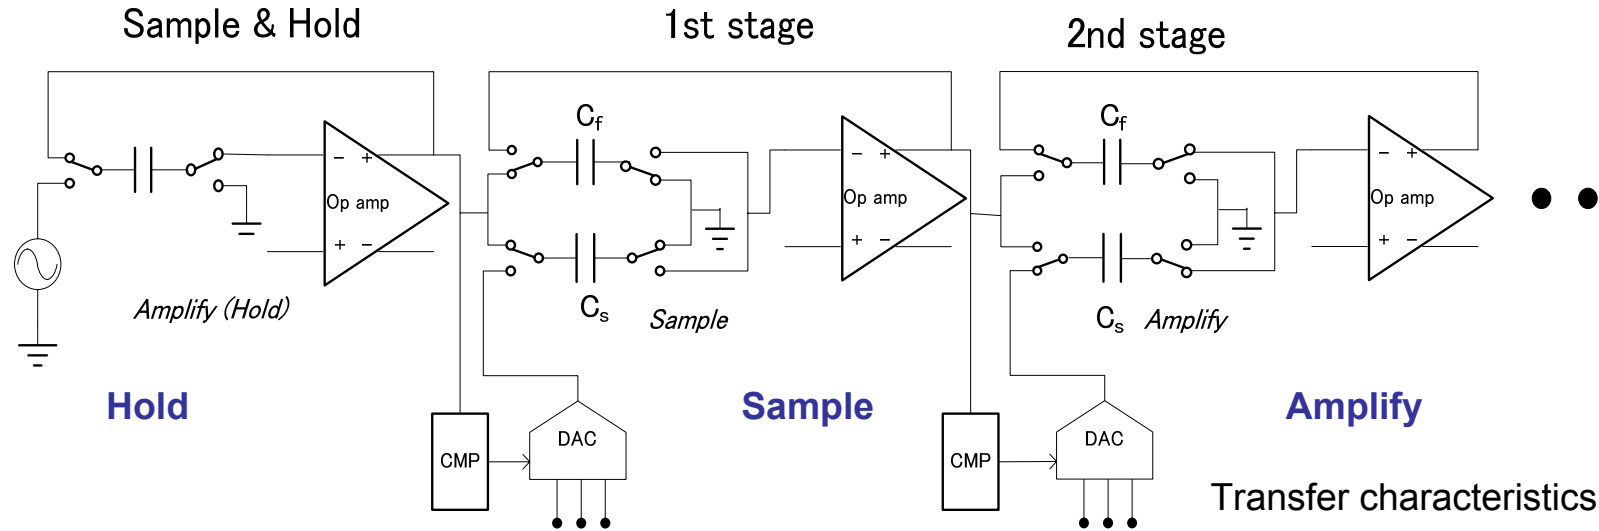 Sample & Hold
1st stage
2nd stage
Cf
Cf
− +
Op amp
+ −
− +
Op amp
+ −
− +
Op amp
+ −
Amplify (Hold)
Cs
Sample
Cs
Amplify
Hold
Sample
Amplify
CMP
DAC
CMP
DAC
Transfer characteristics